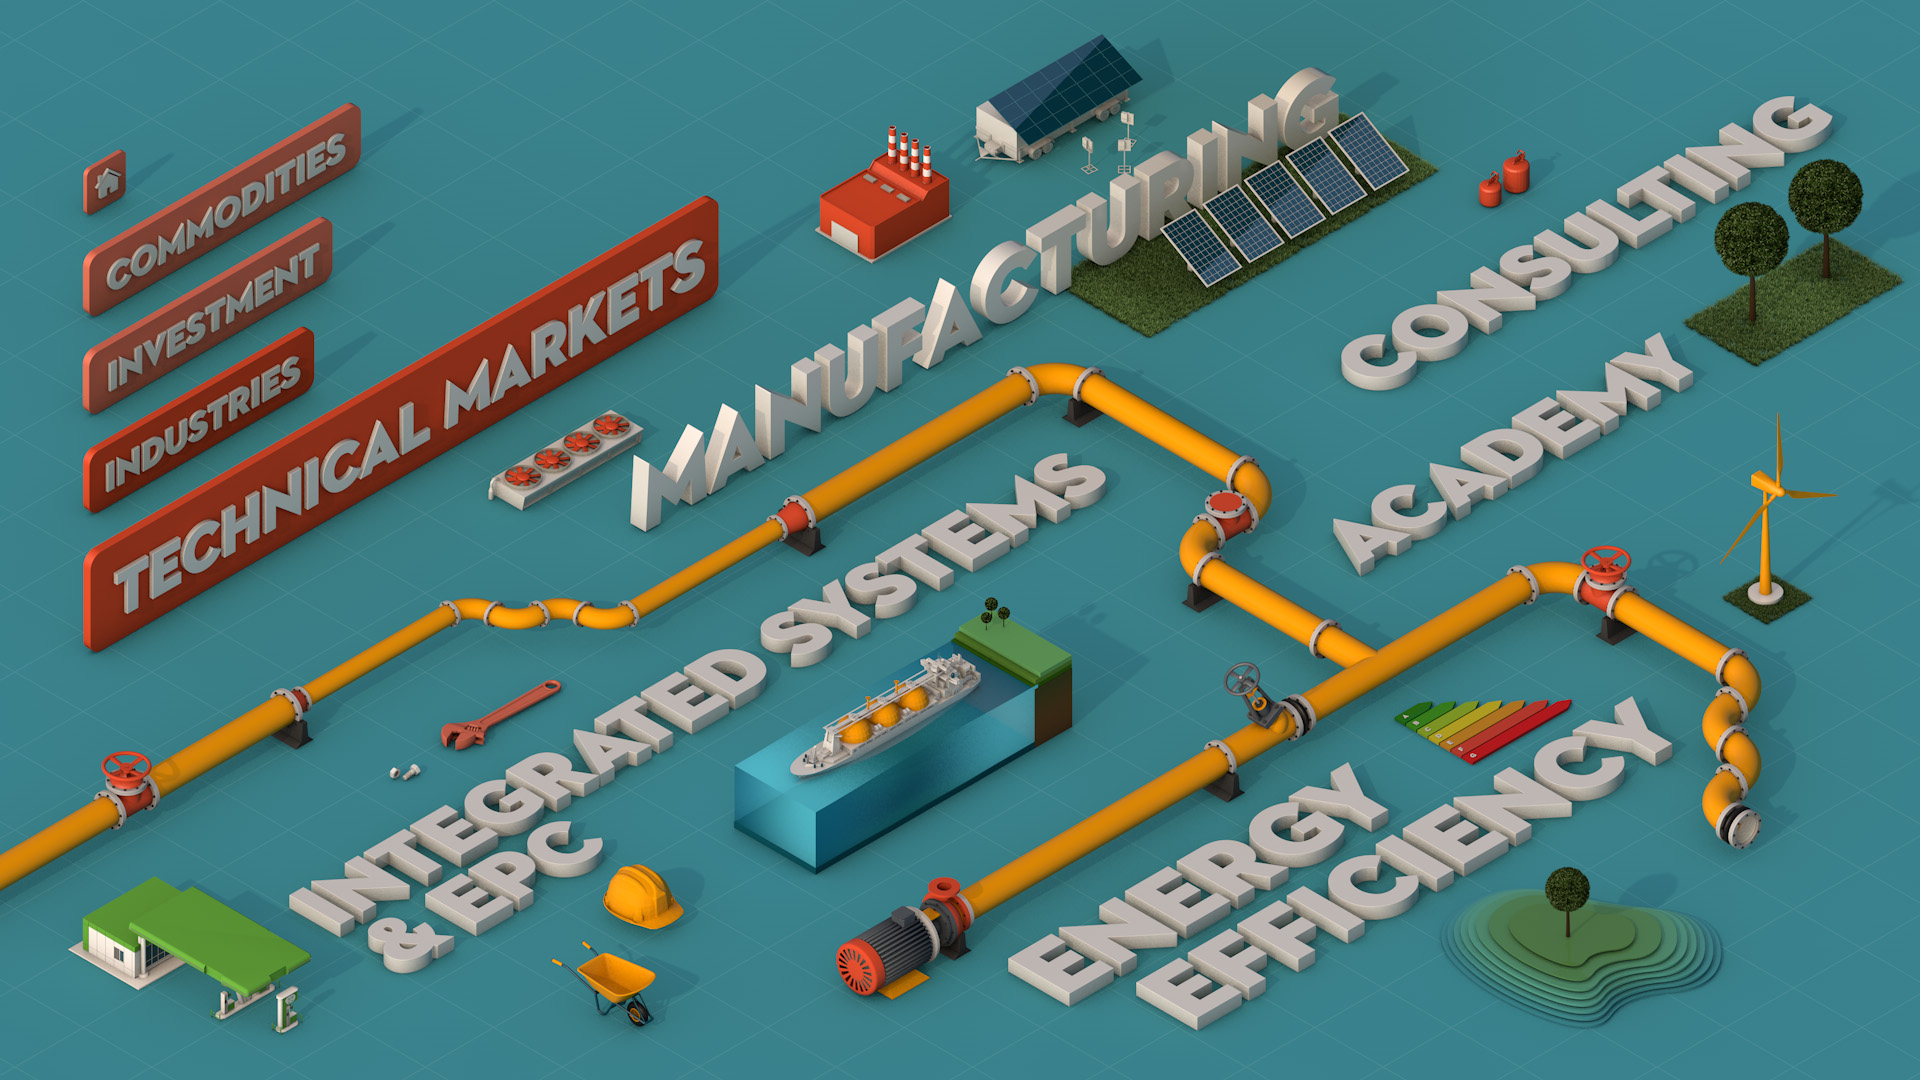 COMMODITIES
INVESTMENT
INDUSTRIES
TECHNICAL MARKETS
MANUFACTURING
CONSULTING
ACADEMY
INTEGRATED SYSTEMS
& EPC
ENERGY
EFFICIENCY